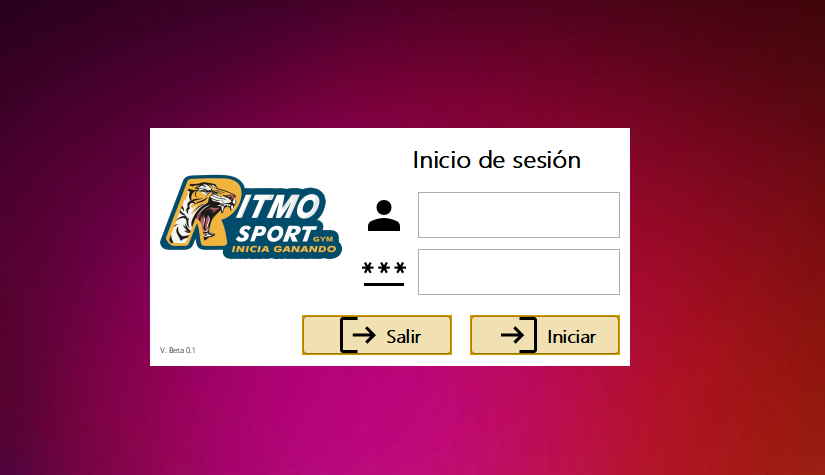 Inicio de sesión
RITMO
SPORT GYM
INICIA GANANDO
***
Salir
Iniciar
V. Beta 0.1